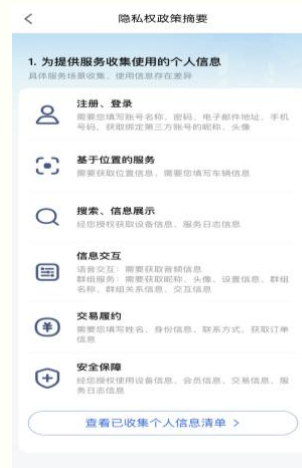 隐私权政策摘要
1. 为提供服务收集使用的个人信息
具体服务场景收集、使用信息存在差异
注册、登录
需要您填写账号名称、密码、电子邮件地址、手机
号码，获取绑定第三方账号的昵称、头像
基于位置的服务
需要获取位置信息，需要您填写车辆信息
搜索、信息展示
经您授权获取设备信息、服务日志信息
信息交互
语音交互：需要获取音频信息
群组服务：需要获取昵称、头像、设置信息、群组
名称、群组关系信息、交互信息
交易履约
需要您填写姓名、身份信息、联系方式，获取订单
信息
安全保障
经您授权使用设备信息、会员信息、交易信息、服
务日志信息
查看已收集个人信息清单 >